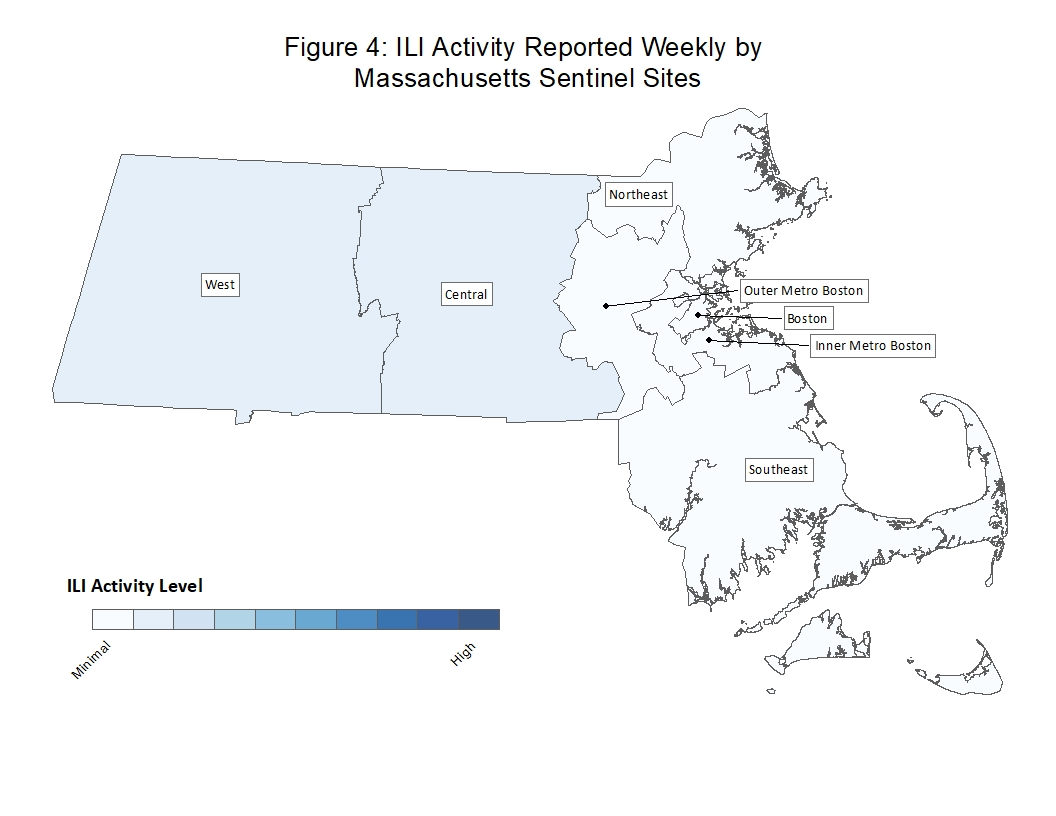 Figure 4: ILI Activity Reported Weekly by
Massachusetts Sentinel Sites
Northeast
West
Central
Outer Metro Boston
Boston
Inner Metro Boston
Southeast
ILI Activity Level
Minimal
High